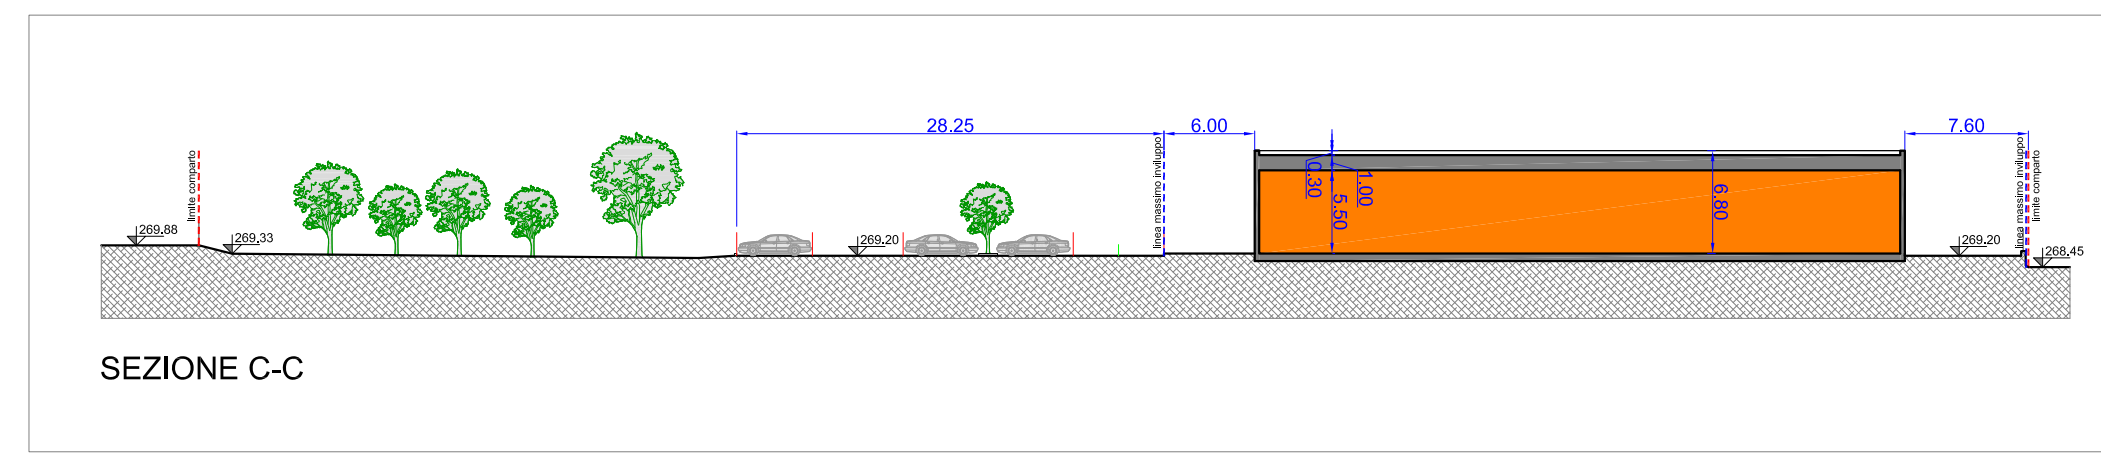 28.25
6.00
7.60
limite comparto
linea massimo inviluppo
linea massimo inviluppo
limite comparto
0.30
1.00
5.50
6.80
269.88
269.33
269.20
269.20
268.45
SEZIONE C-C